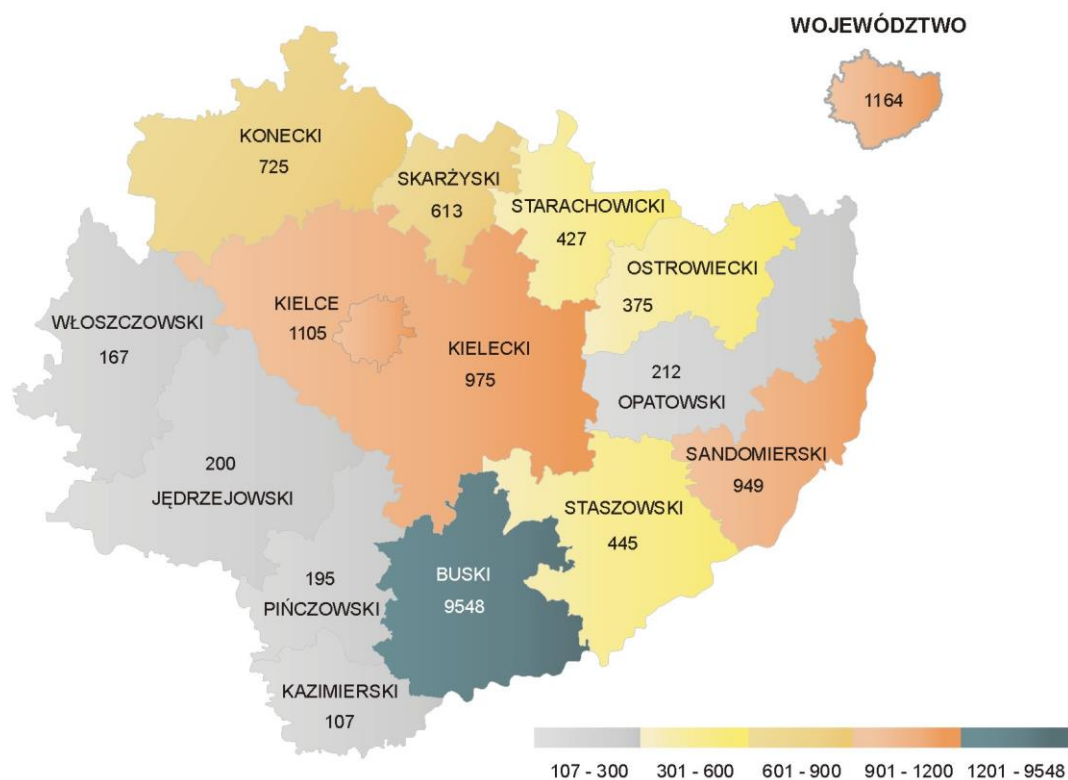 WOJEWÓDZTWO
1164
KONECKI
725
SKARŻYSKI
613
STARACHOWICKI
427
OSTROWIECKI
375
WŁOSZCZOWSKI
167
KIELCE
1105
KIELECKI
975
212
OPATOWSKI
SANDOMIERSKI
949
200
JĘDRZEJOWSKI
STASZOWSKI
445
195
PIŃCZOWSKI
BUSKI
9548
KAZIMIERSKI
107
107 - 300
301 - 600
601 - 900
901 - 1200
1201 - 9548